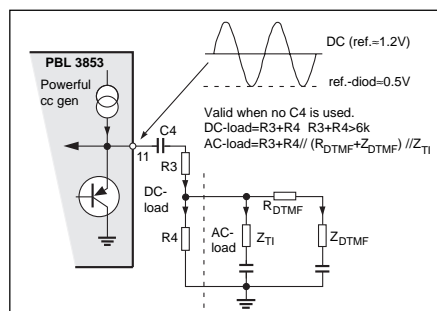 DC (ref.=1.2V)
PBL 3853
Powerful
cc gen
ref.-diod≈0.5V
Valid when no C4 is used.
DC-load=R3+R4 R3+R4>6k
AC-load=R3+R4// (RDTMF+ZDTMF) //ZTI
C4
11
R3
DC-
load
RDTMF
R4
AC-
load
ZTI
ZDTMF